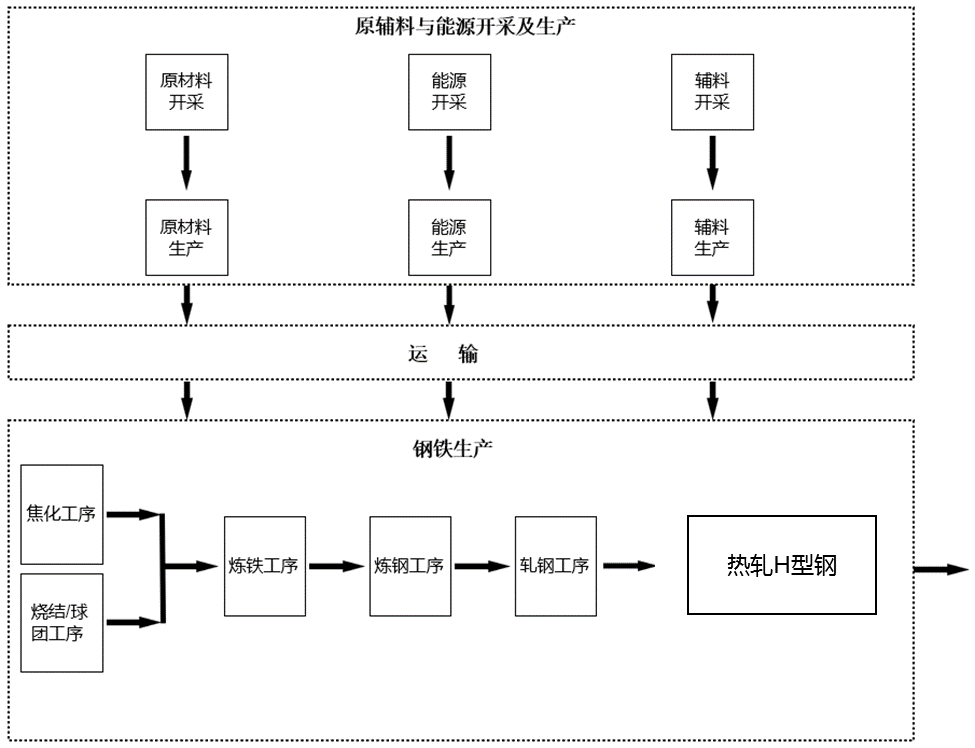 原辅料与能源开采及生产
原材料
开采
能源
开采
辅料
开采
原材料
生产
能源
生产
辅料
生产
运 输
钢铁生产
焦化工序
烧结/球
团工序
炼铁工序
炼钢工序
轧钢工序
热轧H型钢